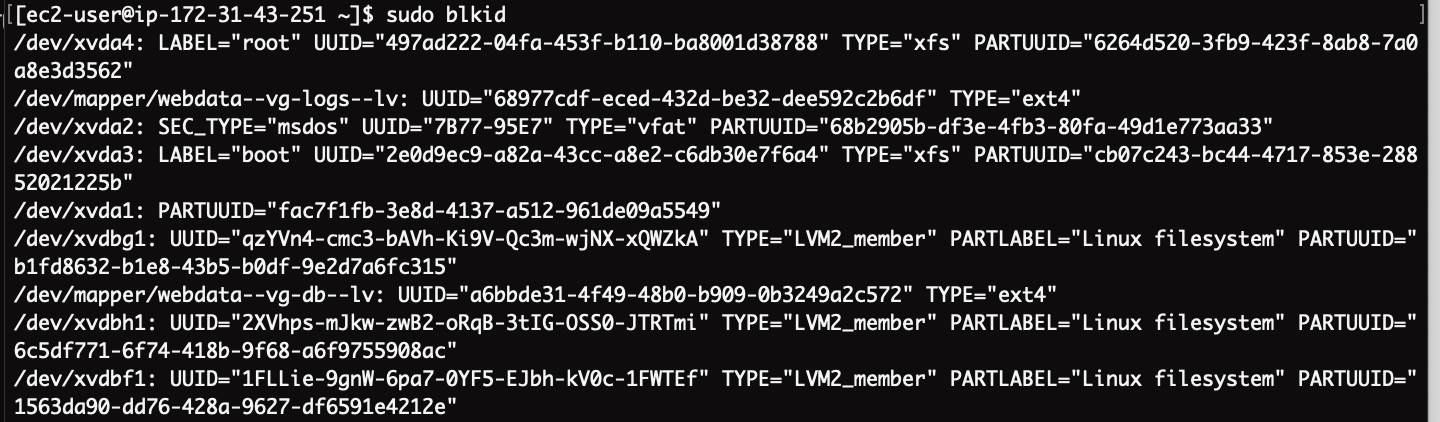 [[ec2-user@ip-172-31-43-251 ~]$ sudo blkid ]
/dev/xvda4: LABEL="root" UUID="497ad222-04fa-453f-b110-ba8001d38788" TYPE="xfs" PARTUUID="6264d520-3fb9-423f-8ab8-7a0
a8e3d3562"
/dev/mapper/webdata--vg-logs--lv: UUID="68977cdf-eced-432d-be32-dee592c2b6df" TYPE="ext4"
/dev/xvda2: SEC_TYPE="msdos" UUID="7B77-95E7" TYPE="vfat" PARTUUID="68b2905b-df3e-4fb3-80fa-49d1e773aa33"
/dev/xvda3: LABEL="boot" UUID="2e0d9ec9-a82a-43cc-a8e2-c6db30e7f6a4" TYPE="xfs" PARTUUID="cb07c243-bc44-4717-853e-288
52021225b"
/dev/xvda1: PARTUUID="fac7f1fb-3e8d-4137-a512-961de09a5549"
/dev/xvdbg1: UUID="qzYVn4-cmc3-bAVh-Ki9V-Qc3m-wjNX-xQWZkA" TYPE="LVM2_member" PARTLABEL="Linux filesystem" PARTUUID="
b1fd8632-b1e8-43b5-b0df-9e2d7a6fc315"
/dev/mapper/webdata--vg-db--lv: UUID="a6bbde31-4f49-48b0-b909-0b3249a2c572" TYPE="ext4"
/dev/xvdbh1: UUID="2XVhps-mJkw-zwB2-oRqB-3tIG-OSS0-JTRTmi" TYPE="LVM2_member" PARTLABEL="Linux filesystem" PARTUUID="
6c5df771-6f74-418b-9f68-a6f9755908ac"
/dev/xvdbf1: UUID="1FLLie-9gnW-6pa7-0YF5-EJbh-kV0c-1FWTEf" TYPE="LVM2_member" PARTLABEL="Linux filesystem" PARTUUID="
1563da90-dd76-428a-9627-df6591e4212e"